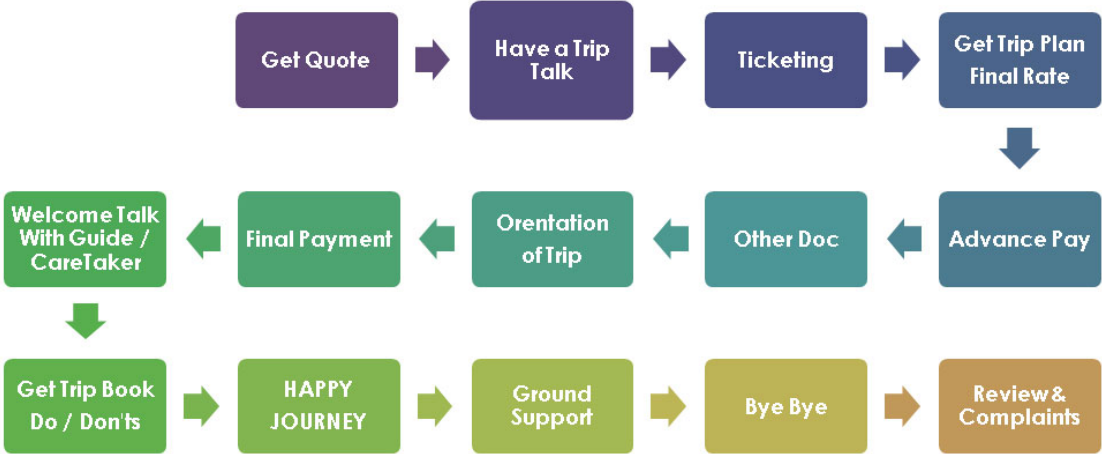 Get Quote
Have a Trip
Talk
Ticketing
Get Trip Plan
Final Rate
Advance Pay
Other Doc
Orentation
of Trip
Final Payment
Welcome Talk
With Guide /
CareTaker
Get Trip Book
Do / Don'ts
HAPPY
JOURNEY
Ground
Support
Bye Bye
Review &
Complaints